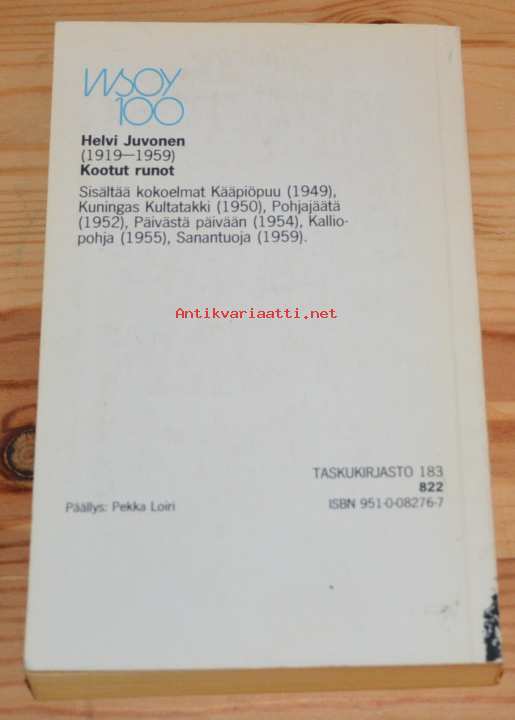 WSOY
100
Helvi Juvonen
(1919—1959)
Kootut runot
Sisältää kokoelmat Kääpiöpuu (1949),
Kuningas Kultatakki (1950), Pohjajäätä
(1952), Päivästä päivään (1954), Kallio-
pohja (1955), Sanantuoja (1959).
Antikvariaatti.net
TASKUKIRJASTO 183
822
Päällys: Pekka Loiri
ISBN 951-0-08276-7